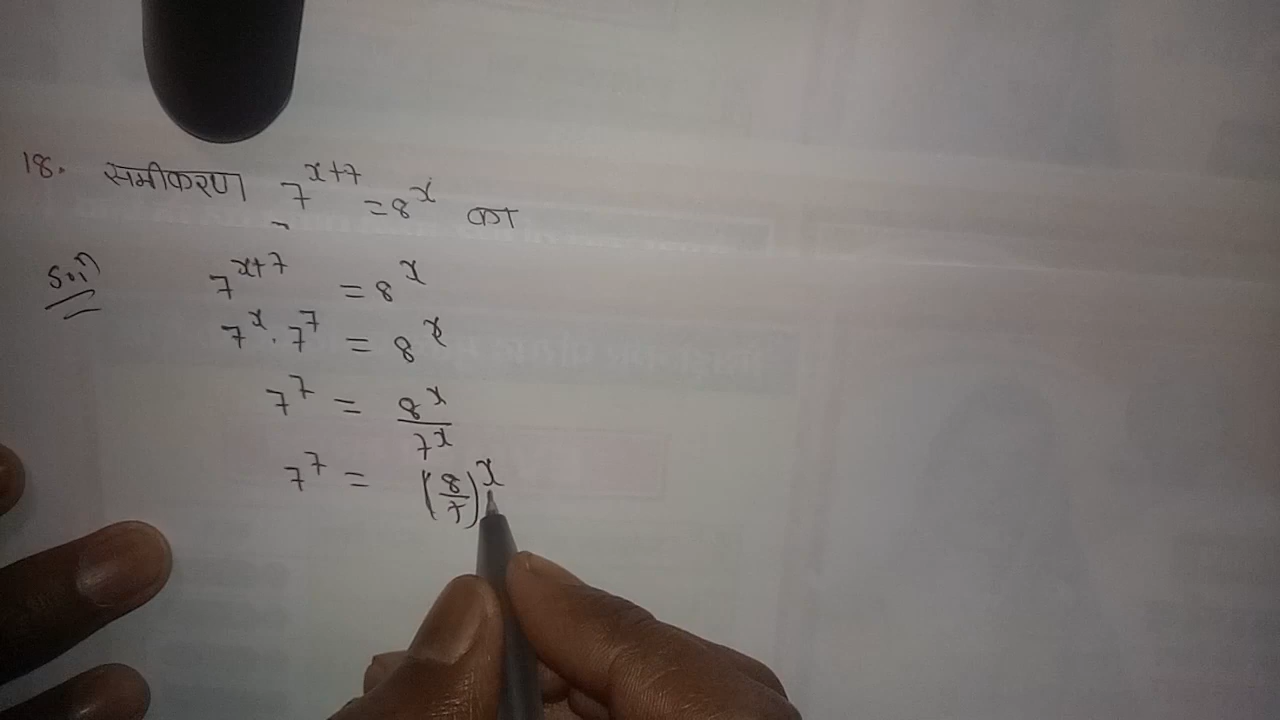 18. समीकरण 7^{x+7} = 8^x का
Solⁿ 7^{x+7} = 8^x
7^x · 7^7 = 8^x
7^7 = 8^x / 7^x
7^7 = (8/7)^x